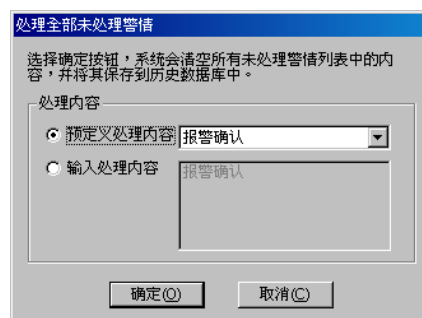 处理全部未处理警情
选择确定按钮，系统会清空所有未处理警情列表中的内
容，并将其保存到历史数据库中。
处理内容
预定义处理内容 报警确认
输入处理内容 报警确认
确定(O) 取消(C)